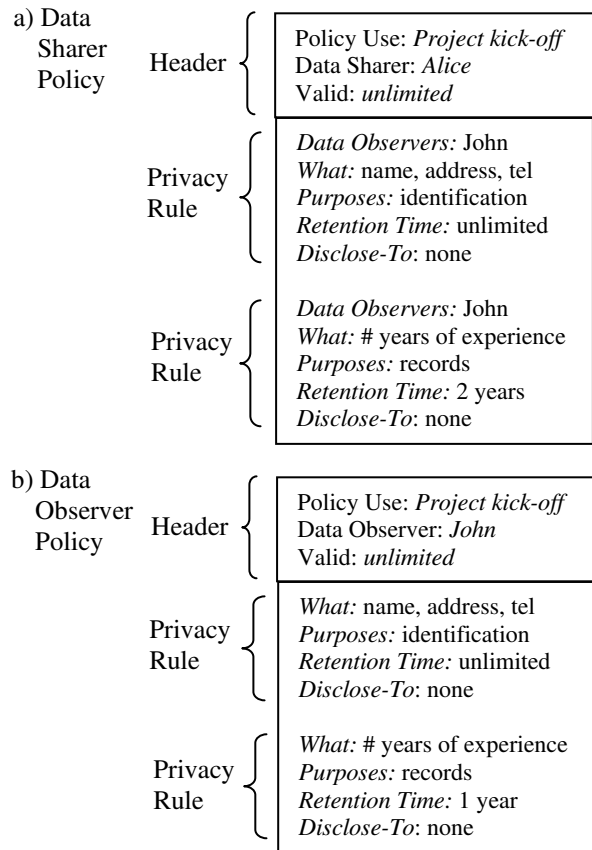 a) Data
Sharer
Policy
Header
Policy Use: Project kick-off
Data Sharer: Alice
Valid: unlimited
Privacy
Rule
Data Observers: John
What: name, address, tel
Purposes: identification
Retention Time: unlimited
Disclose-To: none
Privacy
Rule
Data Observers: John
What: # years of experience
Purposes: records
Retention Time: 2 years
Disclose-To: none
b) Data
Observer
Policy
Header
Policy Use: Project kick-off
Data Observer: John
Valid: unlimited
Privacy
Rule
What: name, address, tel
Purposes: identification
Retention Time: unlimited
Disclose-To: none
Privacy
Rule
What: # years of experience
Purposes: records
Retention Time: 1 year
Disclose-To: none